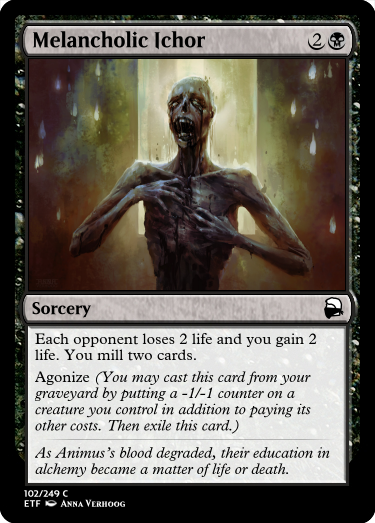 Melancholic Ichor 2
Sorcery
Each opponent loses 2 life and you gain 2
life. You mill two cards.
Agonize (You may cast this card from your
graveyard by putting a -1/-1 counter on a
creature you control in addition to paying its
other costs. Then exile this card.)
As Animus's blood degraded, their education in
alchemy became a matter of life or death.
102/249 C
ETF Anna Verhoog